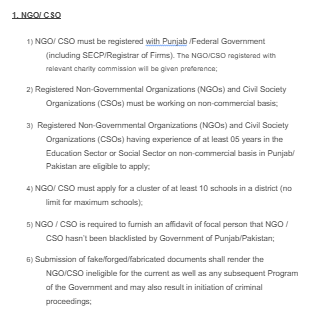 1. NGO/ CSO
1) NGO/ CSO must be registered with Punjab /Federal Government
(including SECP/Registrar of Firms). The NGO/CSO registered with
relevant charity commission will be given preference;
2) Registered Non-Governmental Organizations (NGOs) and Civil Society
Organizations (CSOs) must be working on non-commercial basis;
3) Registered Non-Governmental Organizations (NGOs) and Civil Society
Organizations (CSOs) having experience of at least 05 years in the
Education Sector or Social Sector on non-commercial basis in Punjab/
Pakistan are eligible to apply;
4) NGO/ CSO must apply for a cluster of at least 10 schools in a district (no
limit for maximum schools);
5) NGO / CSO is required to furnish an affidavit of focal person that NGO /
CSO hasn't been blacklisted by Government of Punjab/Pakistan;
6) Submission of fake/forged/fabricated documents shall render the
NGO/CSO ineligible for the current as well as any subsequent Program
of the Government and may also result in initiation of criminal
proceedings;